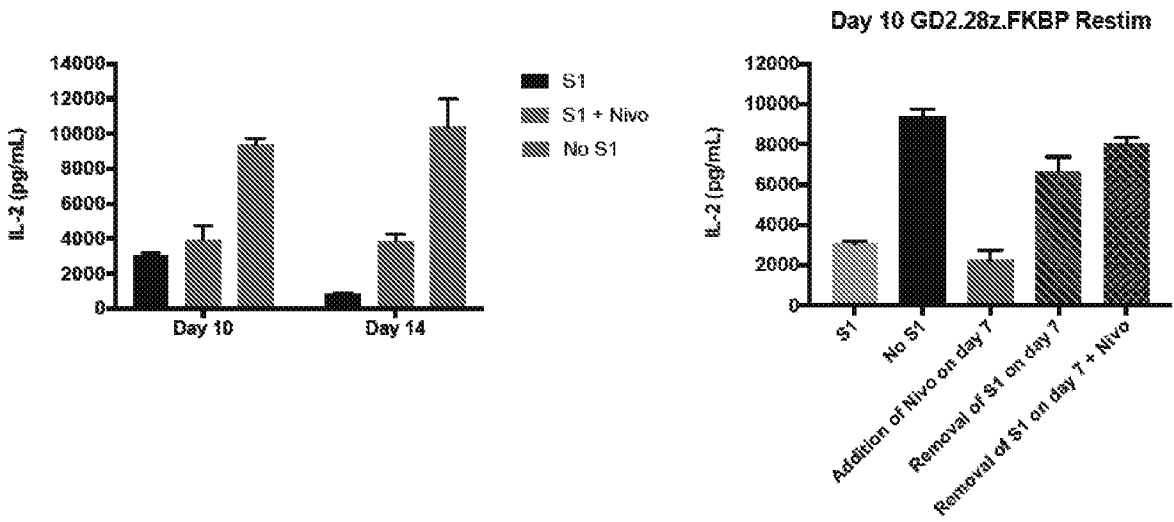 14000
12000
10000
8000
6000
4000
2000
0
IL-2 (pg/mL)
Day 10
Day 14
S1
S1 + Nivo
No S1
Day 10 GD2.28z.FKBP Restim
12000
10000
8000
6000
4000
2000
0
IL-2 (pg/mL)
S1
No S1
Addition of Nivo on day 7
Removal of S1 on day 7
Removal of S1 on day 7 + Nivo